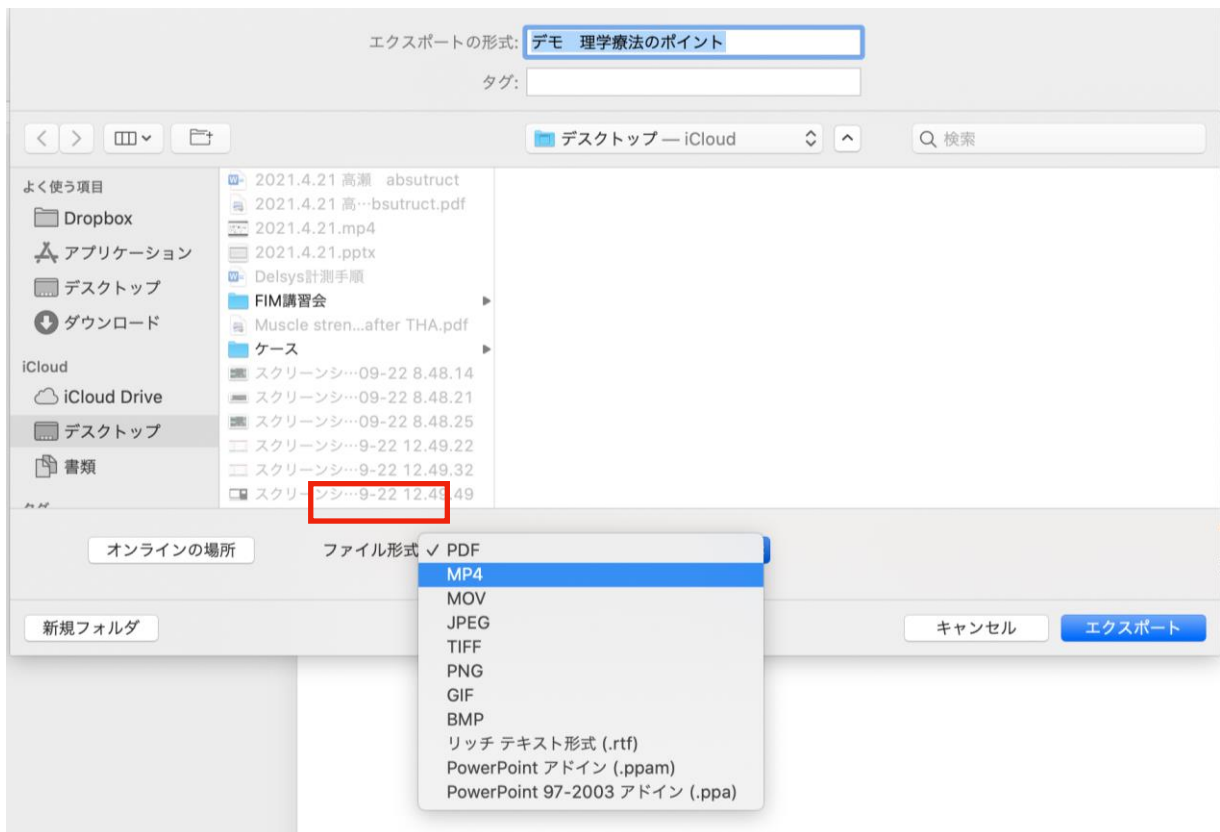 エクスポートの形式: デモ　理学療法のポイント
タグ:
デスクトップ — iCloud
検索
よく使う項目
Dropbox
アプリケーション
デスクトップ
ダウンロード
iCloud
iCloud Drive
デスクトップ
書類
2021.4.21 高瀬　absutruct
2021.4.21 高…bsutruct.pdf
2021.4.21.mp4
2021.4.21.pptx
Delsys計測手順
FIM講習会
Muscle stren...after THA.pdf
ケース
スクリーンシ…09-22 8.48.14
スクリーンシ…09-22 8.48.21
スクリーンシ…09-22 8.48.25
スクリーンシ…9-22 12.49.22
スクリーンシ…9-22 12.49.32
スクリーンシ…9-22 12.49.49
オンラインの場所
ファイル形式 ✓ PDF
MP4
MOV
JPEG
TIFF
PNG
GIF
BMP
リッチ テキスト形式 (.rtf)
PowerPoint アドイン (.ppam)
PowerPoint 97-2003 アドイン (.ppa)
新規フォルダ
キャンセル
エクスポート